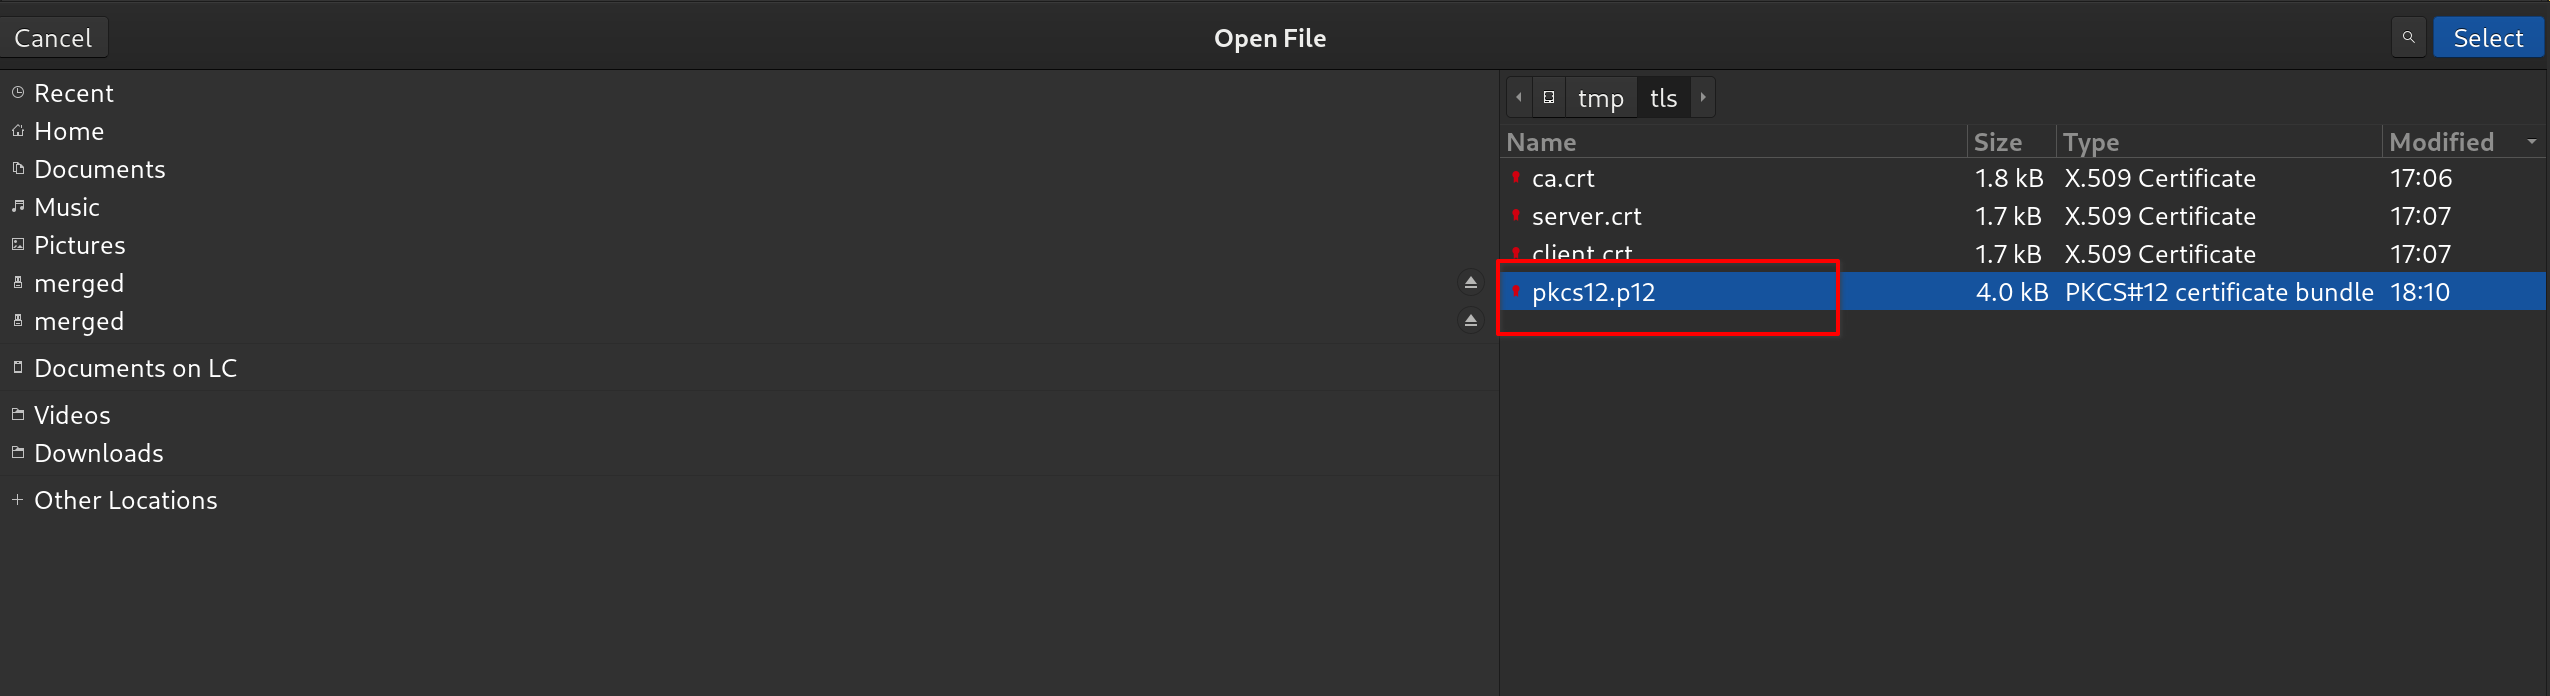 Cancel
Open File
Select
Recent
Home
Documents
Music
Pictures
merged
merged
Documents on LC
Videos
Downloads
Other Locations
tmp tls
Name Size Type Modified
ca.crt 1.8 kB X.509 Certificate 17:06
server.crt 1.7 kB X.509 Certificate 17:07
client.crt 1.7 kB X.509 Certificate 17:07
pkcs12.p12 4.0 kB PKCS#12 certificate bundle 18:10